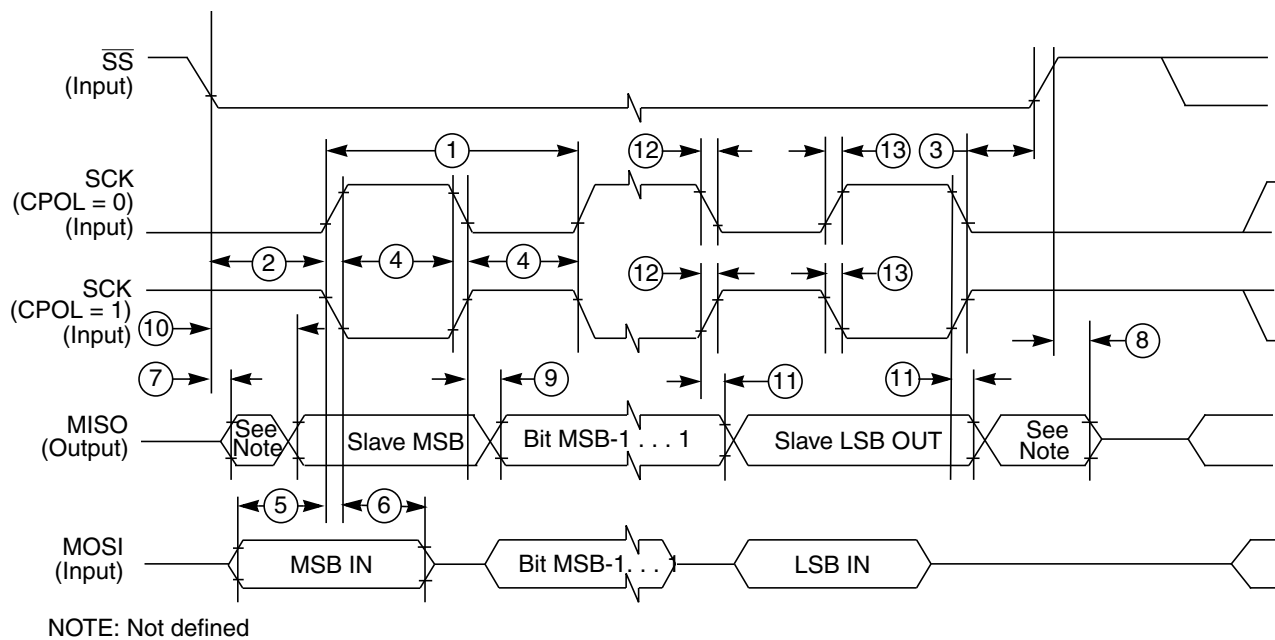 SS
(Input)
1
12
13
3
SCK
(CPOL = 0)
(Input)
2
4
4
12
13
SCK
(CPOL = 1)
(Input)
10
8
7
9
11
11
MISO
(Output)
See
Note
Slave MSB
Bit MSB-1 . . . 1
Slave LSB OUT
See
Note
5
6
MOSI
(Input)
MSB IN
Bit MSB-1. . . 1
LSB IN
NOTE: Not defined